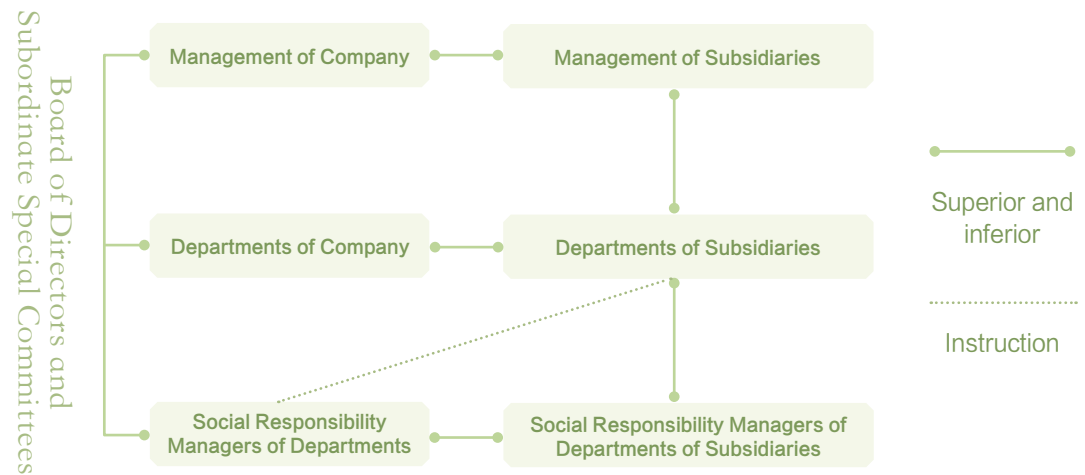 Board of Directors and
Subordinate Special Committees
Management of Company
Management of Subsidiaries
Departments of Company
Departments of Subsidiaries
Social Responsibility
Managers of Departments
Social Responsibility Managers of
Departments of Subsidiaries
Superior and
inferior
Instruction